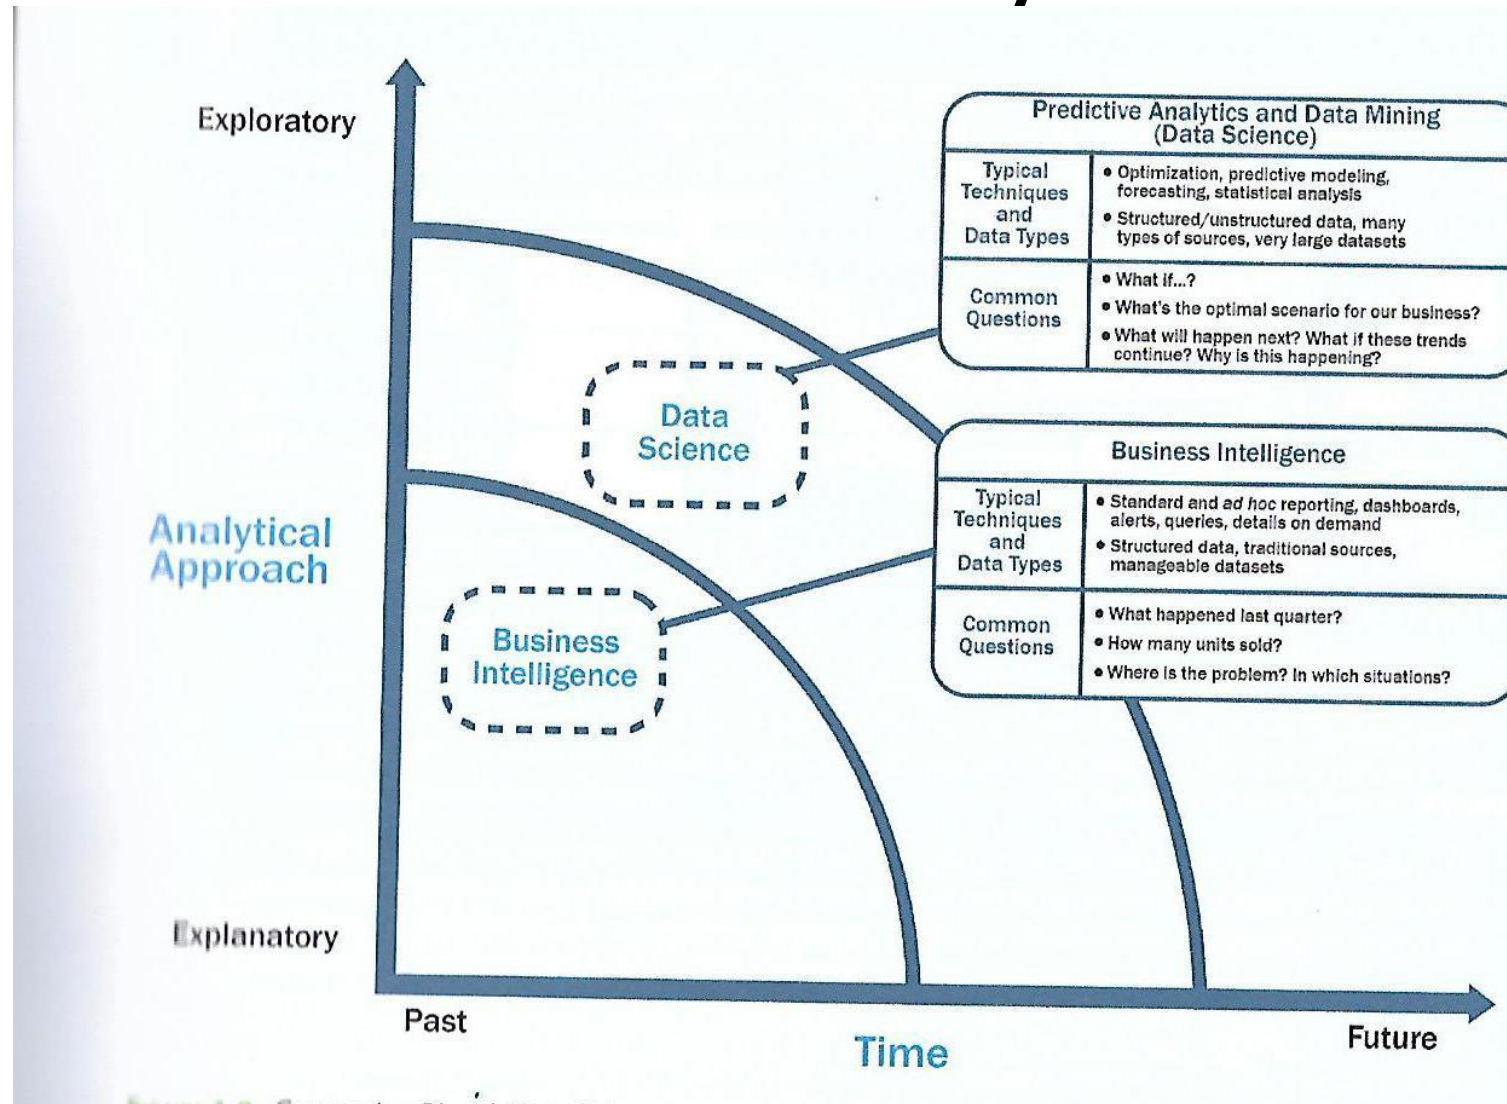 Exploratory
Predictive Analytics and Data Mining
(Data Science)
Typical
Techniques
and
Data Types
• Optimization, predictive modeling,
forecasting, statistical analysis
• Structured/unstructured data, many
types of sources, very large datasets
Common
Questions
• What if...?
• What's the optimal scenario for our business?
• What will happen next? What if these trends
continue? Why is this happening?
Data
Science
Business Intelligence
Typical
Techniques
and
Data Types
• Standard and ad hoc reporting, dashboards,
alerts, queries, details on demand
• Structured data, traditional sources,
manageable datasets
Common
Questions
• What happened last quarter?
• How many units sold?
• Where is the problem? In which situations?
Analytical
Approach
Business
Intelligence
Explanatory
Past
Time
Future